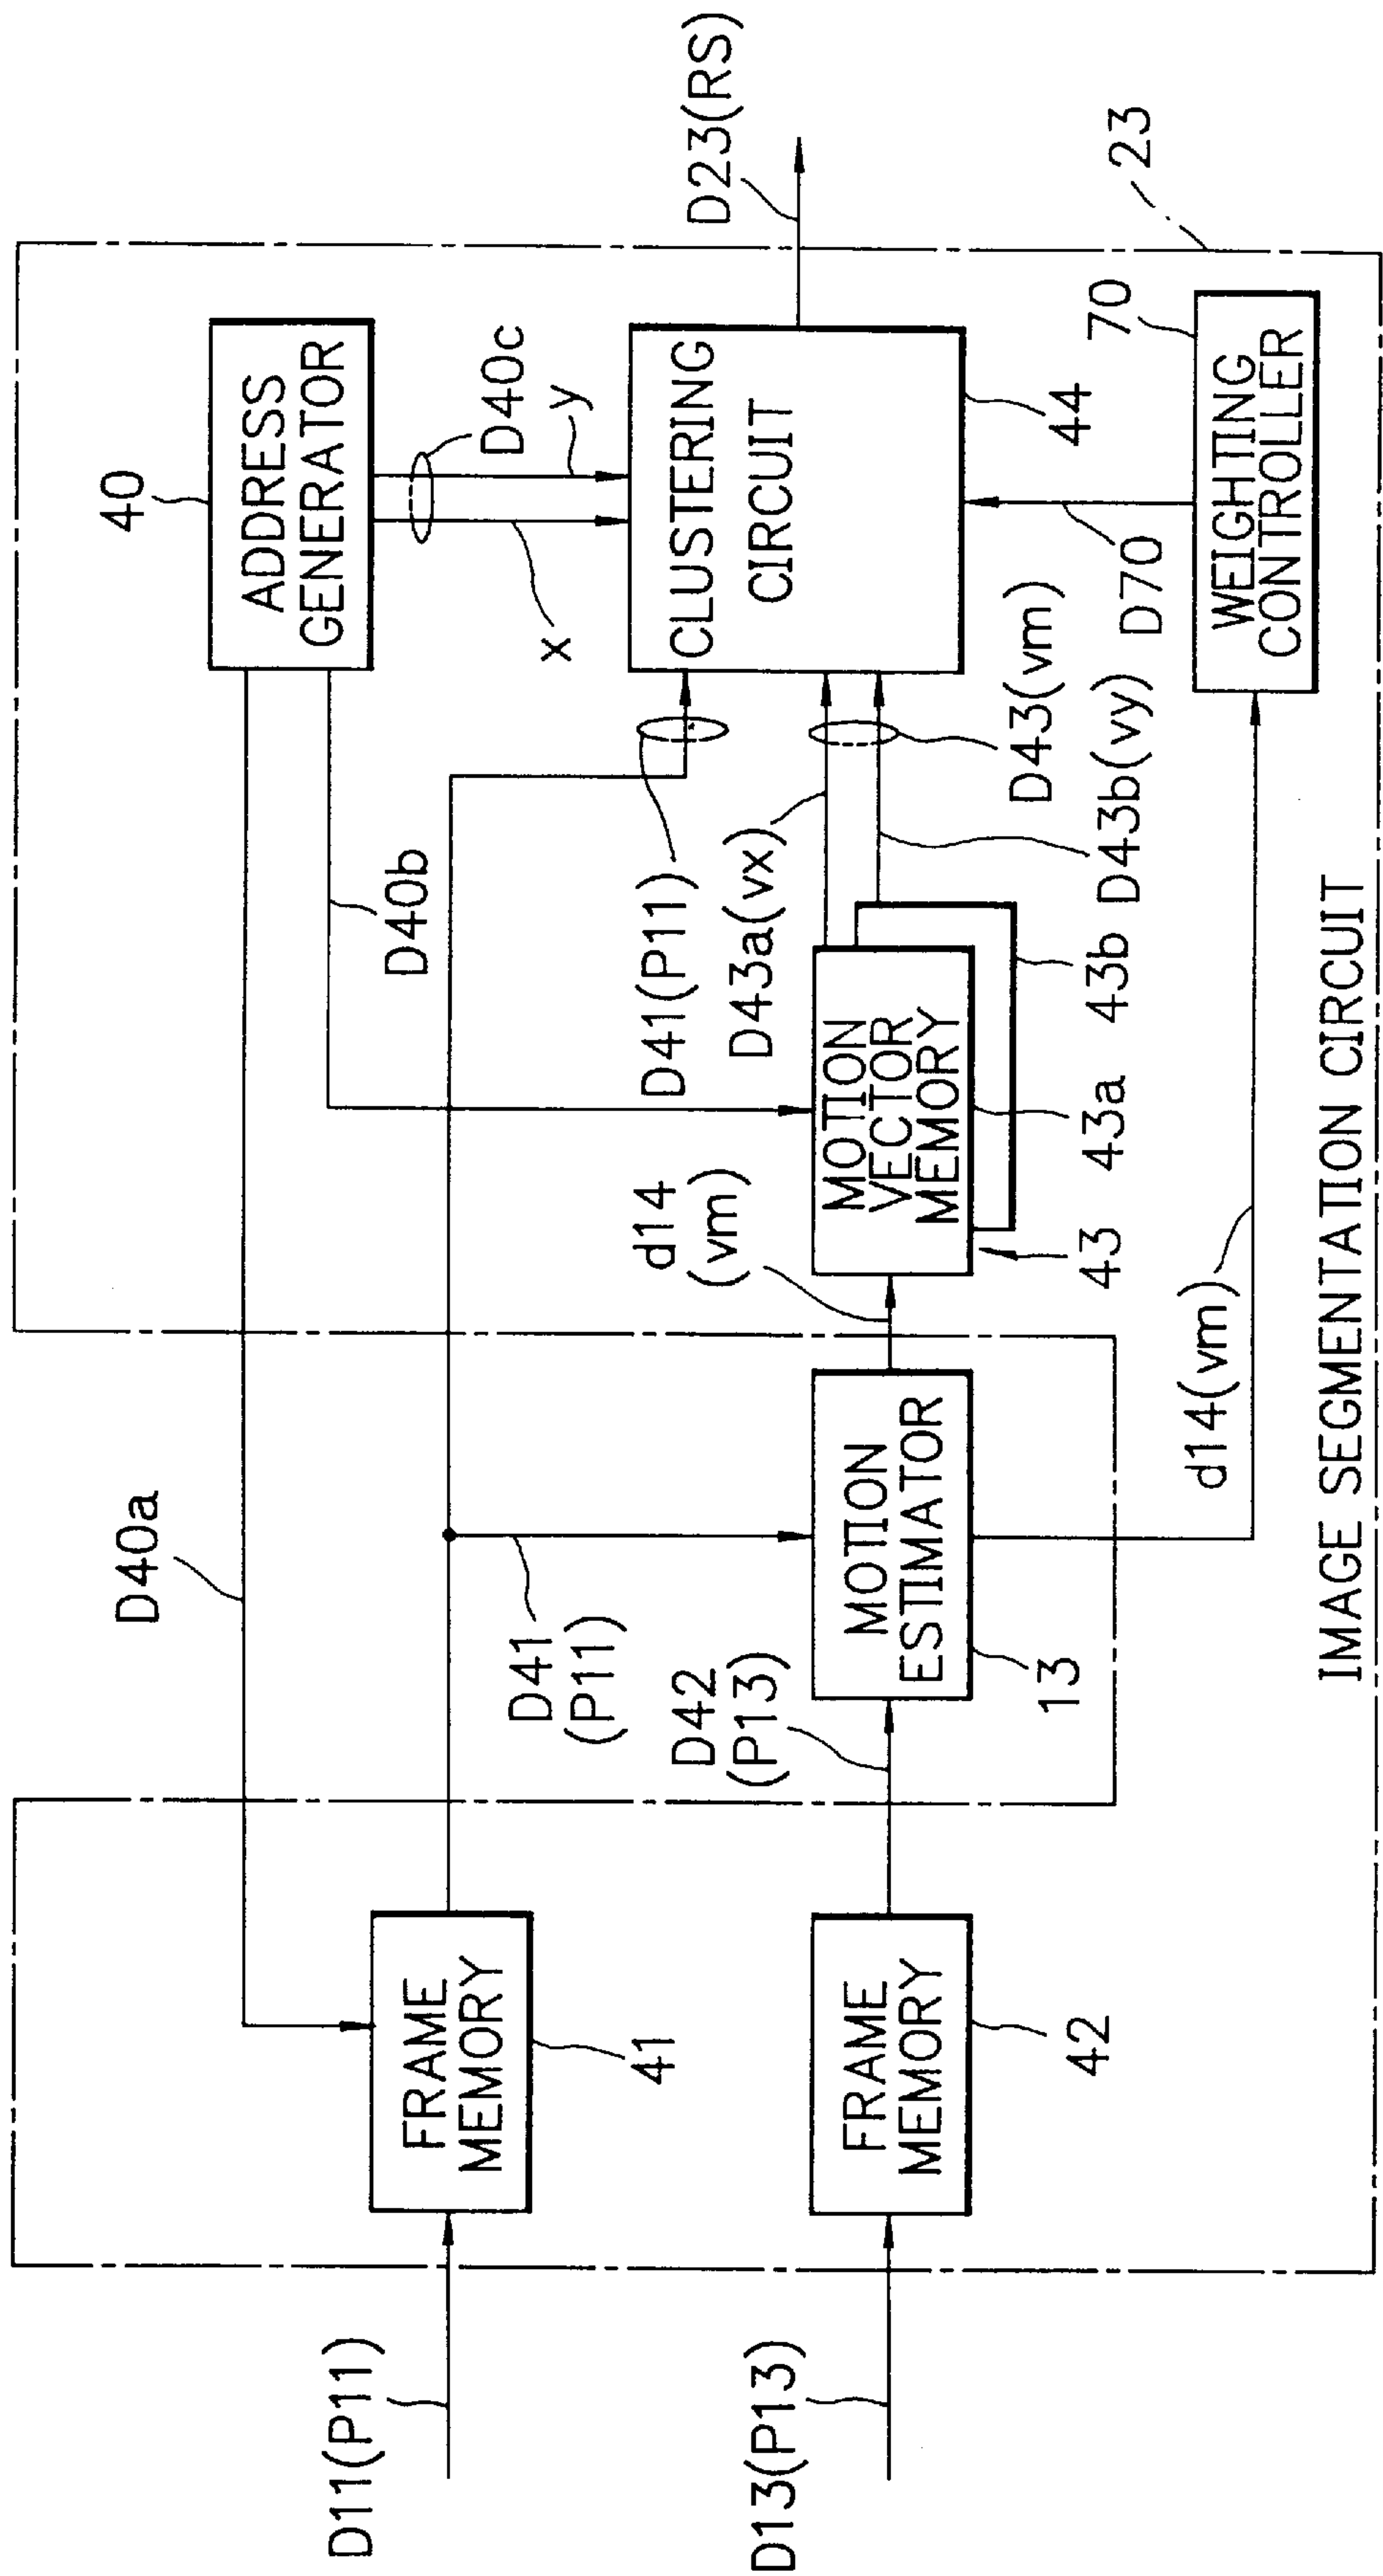 D11(P11)
D13(P13)
FRAME
MEMORY
41
FRAME
MEMORY
42
D40a
D41
(P11)
D42
(P13)
MOTION
ESTIMATOR
13
d14
(vm)
d14(vm)
D40b
MOTION
VECTOR
MEMORY
43
43a
43b
D41(P11)
D43a(vx)
D43(vm)
D43b(vy)
40
ADDRESS
GENERATOR
D40c
x
y
CLUSTERING
CIRCUIT
44
D70
70
WEIGHTING
CONTROLLER
D23(RS)
23
IMAGE SEGMENTATION CIRCUIT